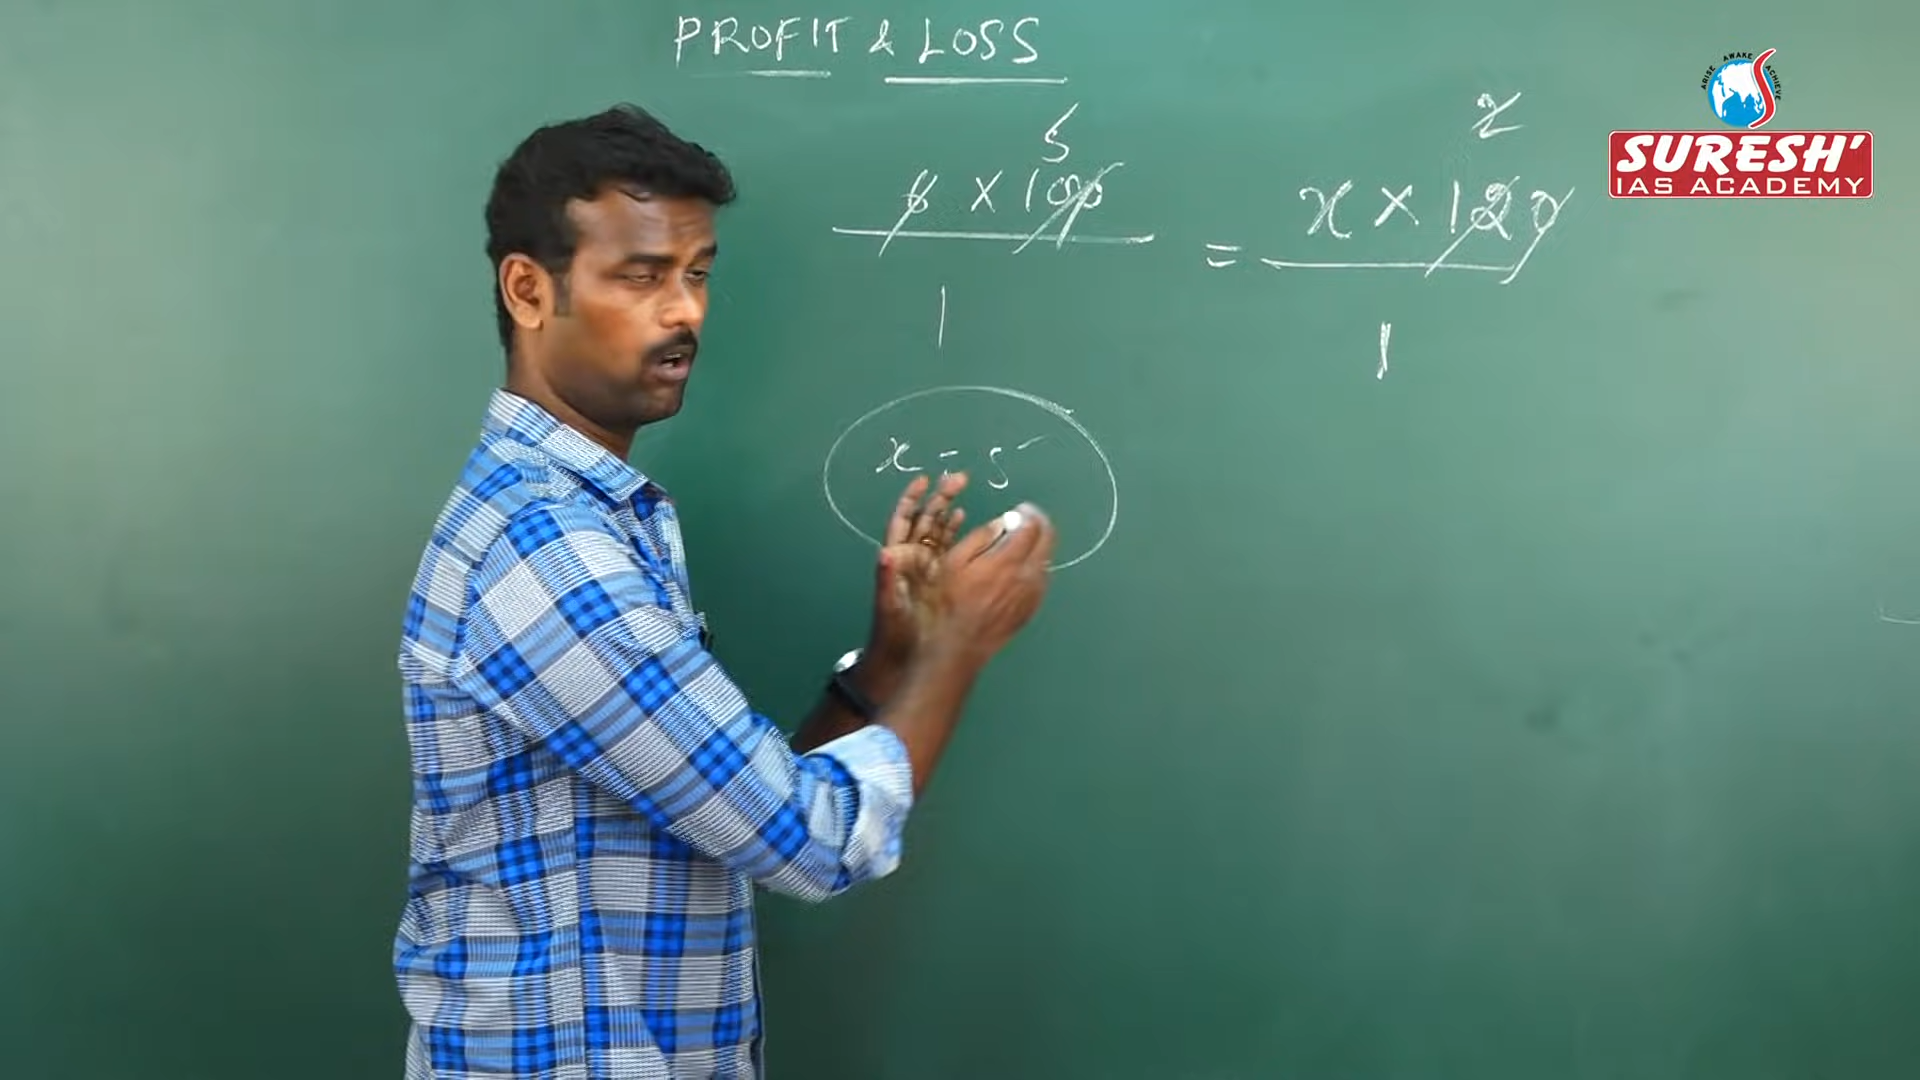 PROFIT & LOSS
5
6 X 100
1
=
2
x X 120
1
x = 5
ARISE AWAKE ACHIEVE
SURESH'
IAS ACADEMY